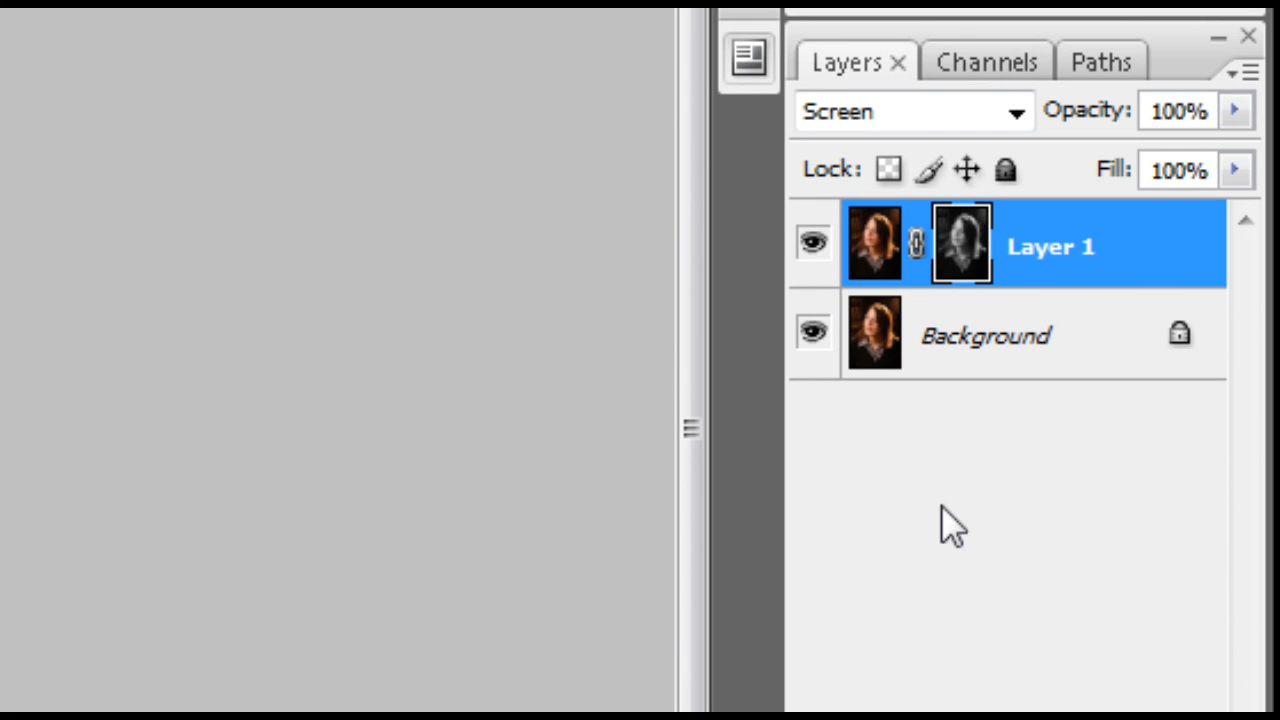 Layers Channels Paths
Screen Opacity: 100%
Lock: Fill: 100%
Layer 1
Background